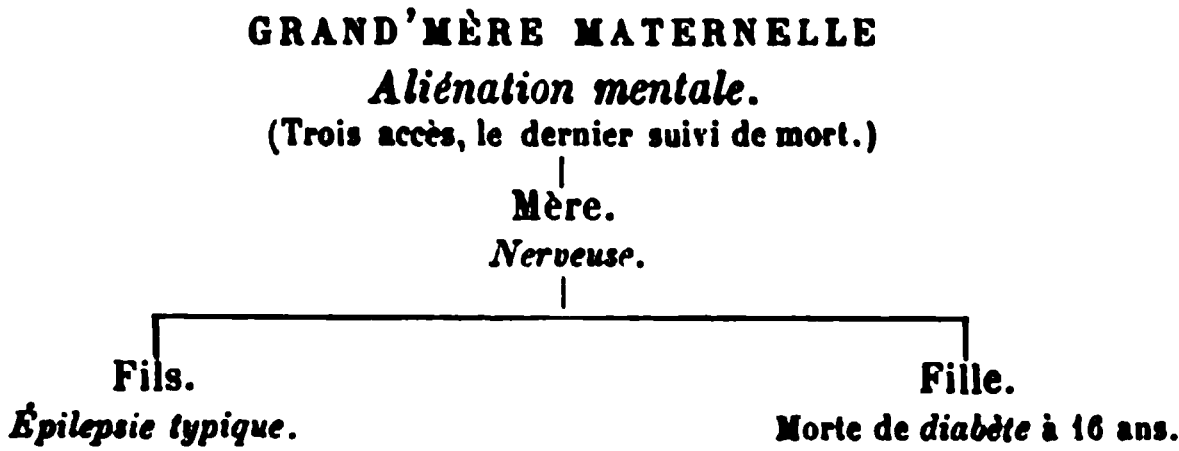 GRAND'MÈRE MATERNELLE
Aliénation mentale.
(Trois accès, le dernier suivi de mort.)
Mère.
Nerveuse.
Fils. Fille.
Épilepsie typique. Morte de diabète à 16 ans.